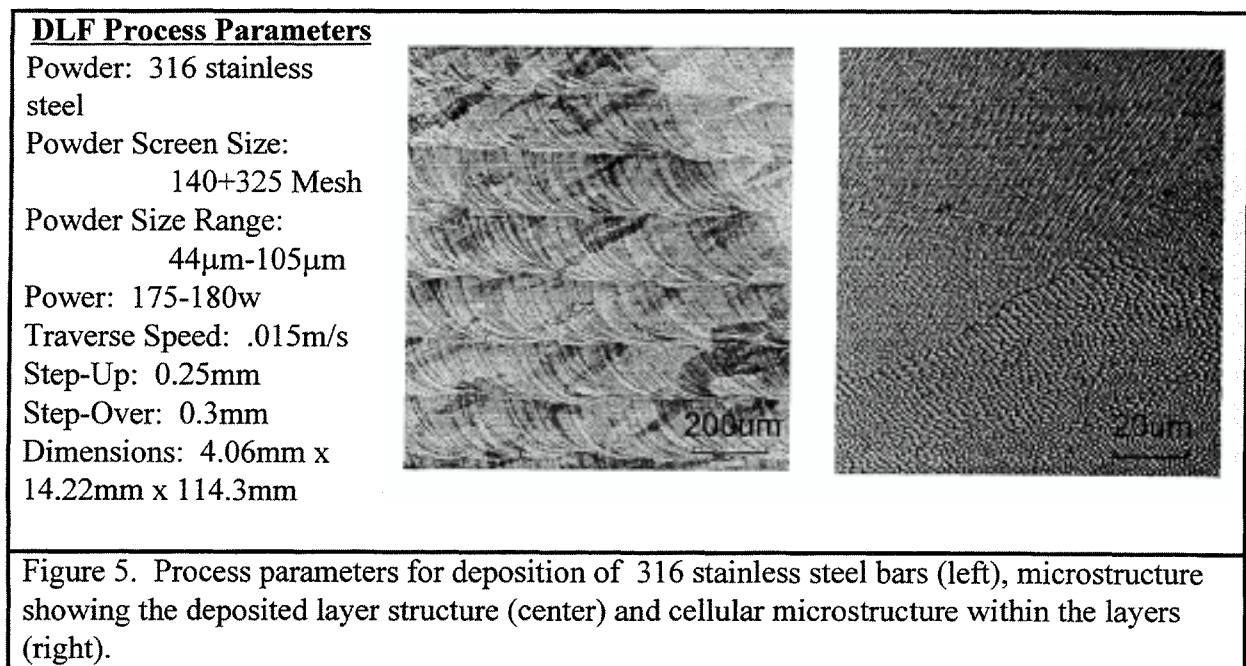 DLF Process Parameters
Powder: 316 stainless
steel
Powder Screen Size:
140+325 Mesh
Powder Size Range:
44μm-105μm
Power: 175-180w
Traverse Speed: .015m/s
Step-Up: 0.25mm
Step-Over: 0.3mm
Dimensions: 4.06mm x
14.22mm x 114.3mm
200um
20um
Figure 5. Process parameters for deposition of 316 stainless steel bars (left), microstructure
showing the deposited layer structure (center) and cellular microstructure within the layers
(right).